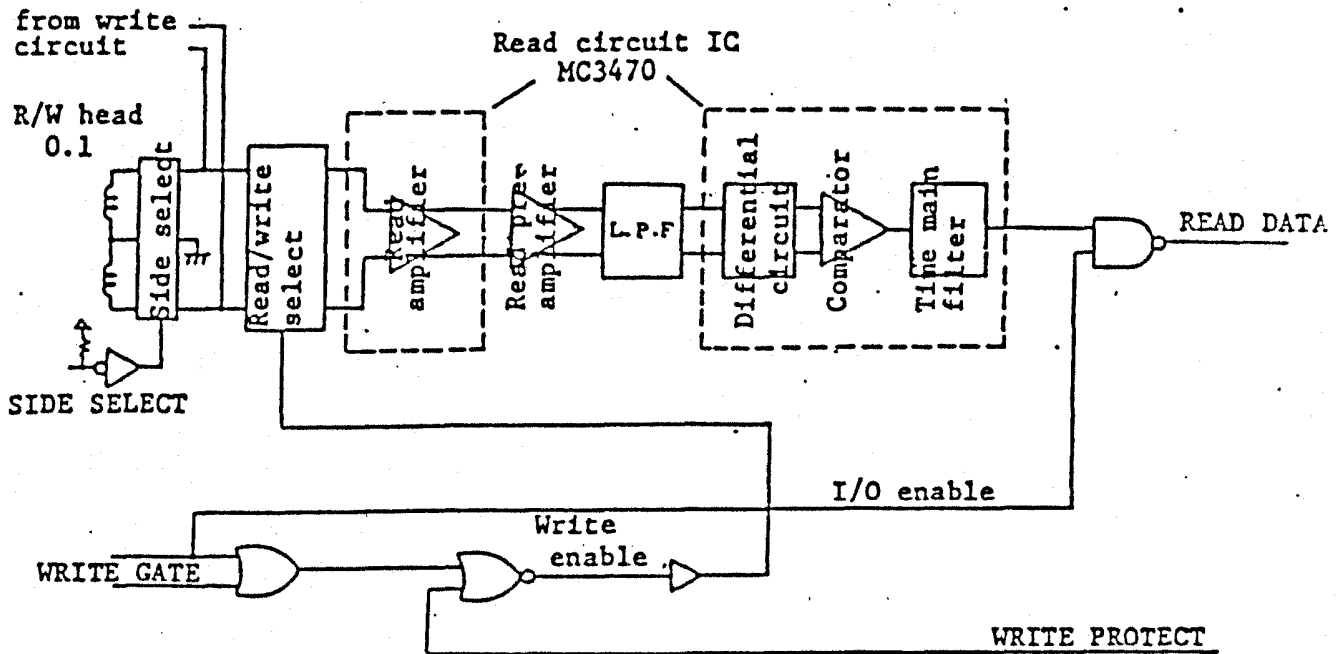 from write
circuit
Read circuit IC
MC3470
R/W head
0.1
Side select
Read/write
select
Read
amplifier
Read prev
amplifier
L.P.F
Differential
circuit
Comparator
Time main
filter
READ DATA
SIDE SELECT
I/O enable
Write
enable
WRITE GATE
WRITE PROTECT